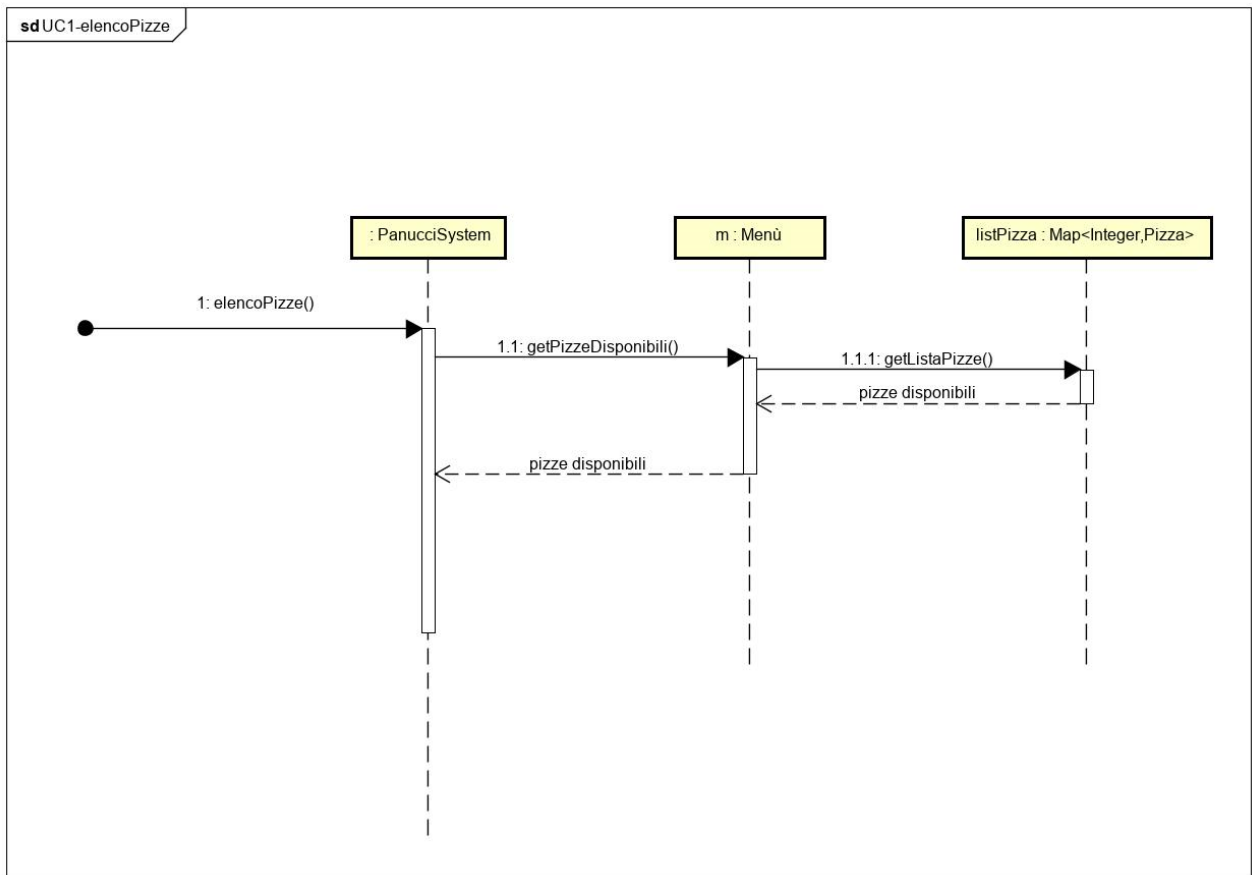 sd UC1-elencoPizze
: PanucciSystem
m : Menù
listPizza : Map<Integer,Pizza>
1: elencoPizze()
1.1: getPizzeDisponibili()
1.1.1: getListaPizze()
pizze disponibili
pizze disponibili